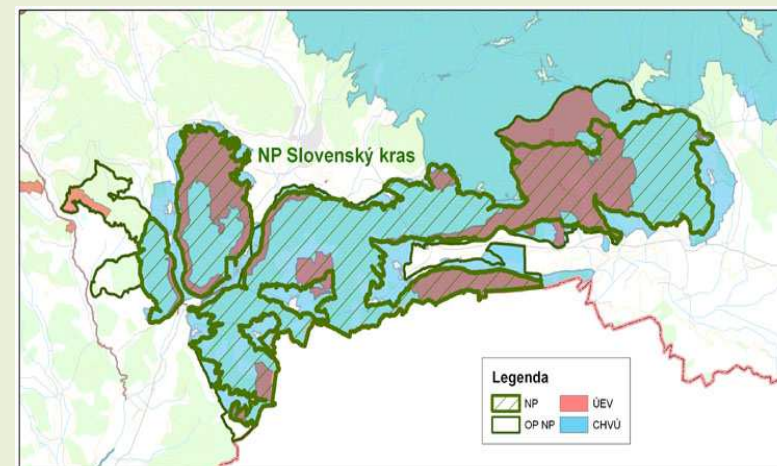 NP Slovenský kras
Legenda
NP
ÚEV
OP NP
CHVÚ